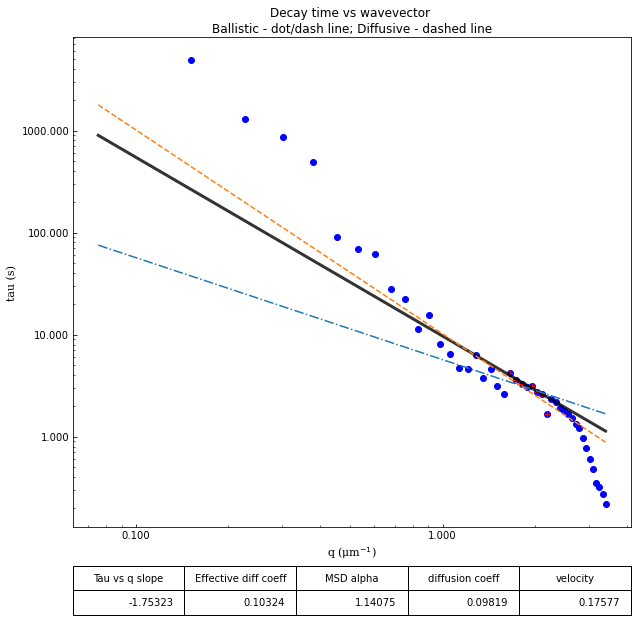 Decay time vs wavevector
Ballistic - dot/dash line; Diffusive - dashed line
tau (s)
1000.000
100.000
10.000
1.000
0.100 1.000
q (μm⁻¹)
Tau vs q slope Effective diff coeff MSD alpha diffusion coeff velocity
-1.75323 0.10324 1.14075 0.09819 0.17577